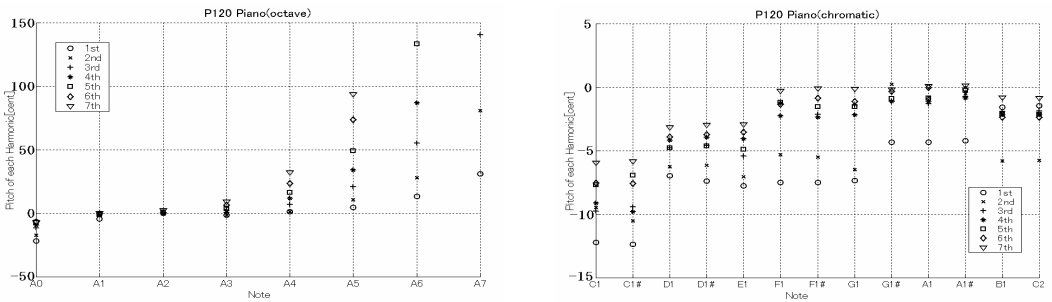 P120 Piano(octave)
Pitch of each Harmonic[cent]
150
100
50
0
−50
1st
2nd
3rd
4th
5th
6th
7th
A0 A1 A2 A3 A4 A5 A6 A7
Note
P120 Piano(chromatic)
Pitch of each Harmonic[cent]
5
0
−5
−10
−15
1st
2nd
3rd
4th
5th
6th
7th
C1 C1# D1 D1# E1 F1 F1# G1 G1# A1 A1# B1 C2
Note